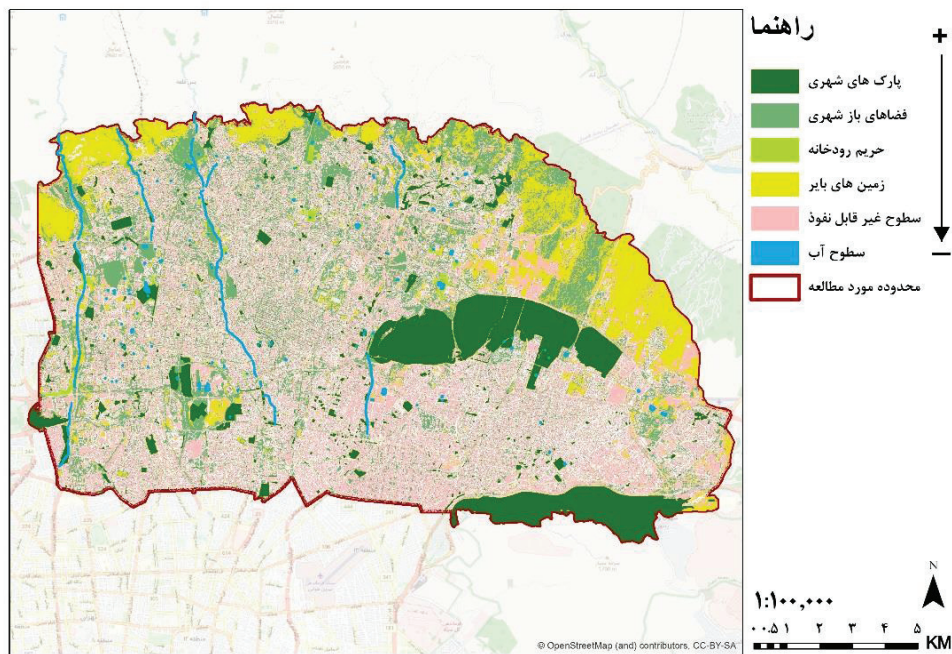 راهنما
+
پارک های شهری
فضاهای باز شهری
حریم رودخانه
زمین های بایر
سطوح غیر قابل نفوذ
سطوح آب
محدوده مورد مطالعه
−
N
۱:۱۰۰,۰۰۰
۰ ۰.۵ ۱ ۲ ۳ ۴ ۵
KM
© OpenStreetMap (and) contributors, CC-BY-SA